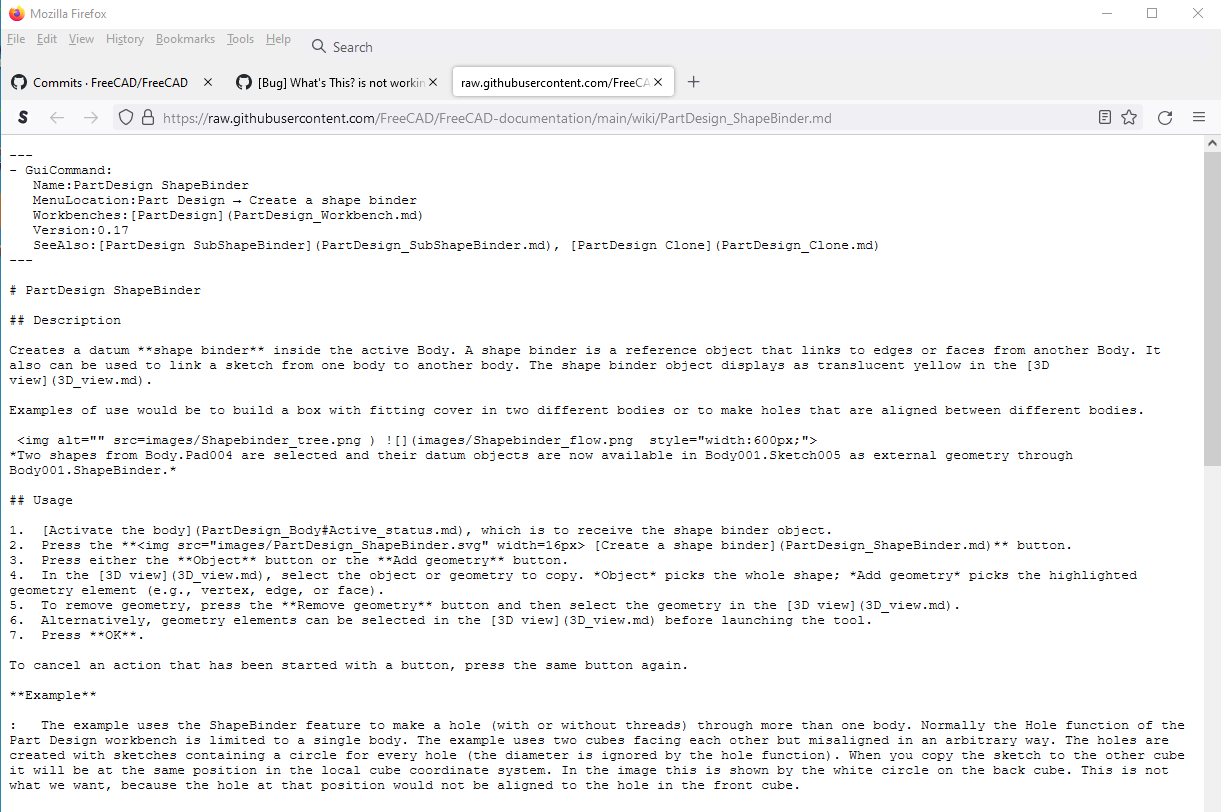 Mozilla Firefox
File Edit View History Bookmarks Tools Help Search
Commits · FreeCAD/FreeCAD [Bug] What's This? is not workin raw.githubusercontent.com/FreeCA
https://raw.githubusercontent.com/FreeCAD/FreeCAD-documentation/main/wiki/PartDesign_ShapeBinder.md
---
- GuiCommand:
   Name:PartDesign ShapeBinder
   MenuLocation:Part Design → Create a shape binder
   Workbenches:[PartDesign](PartDesign_Workbench.md)
   Version:0.17
   SeeAlso:[PartDesign SubShapeBinder](PartDesign_SubShapeBinder.md), [PartDesign Clone](PartDesign_Clone.md)
---
# PartDesign ShapeBinder
## Description
Creates a datum **shape binder** inside the active Body. A shape binder is a reference object that links to edges or faces from another Body. It
also can be used to link a sketch from one body to another body. The shape binder object displays as translucent yellow in the [3D
view](3D_view.md).
Examples of use would be to build a box with fitting cover in two different bodies or to make holes that are aligned between different bodies.
 <img alt="" src=images/Shapebinder_tree.png ) ![](images/Shapebinder_flow.png  style="width:600px;">
*Two shapes from Body.Pad004 are selected and their datum objects are now available in Body001.Sketch005 as external geometry through
Body001.ShapeBinder.*
## Usage
1.  [Activate the body](PartDesign_Body#Active_status.md), which is to receive the shape binder object.
2.  Press the **<img src="images/PartDesign_ShapeBinder.svg" width=16px> [Create a shape binder](PartDesign_ShapeBinder.md)** button.
3.  Press either the **Object** button or the **Add geometry** button.
4.  In the [3D view](3D_view.md), select the object or geometry to copy. *Object* picks the whole shape; *Add geometry* picks the highlighted
geometry element (e.g., vertex, edge, or face).
5.  To remove geometry, press the **Remove geometry** button and then select the geometry in the [3D view](3D_view.md).
6.  Alternatively, geometry elements can be selected in the [3D view](3D_view.md) before launching the tool.
7.  Press **OK**.
To cancel an action that has been started with a button, press the same button again.
**Example**
:   The example uses the ShapeBinder feature to make a hole (with or without threads) through more than one body. Normally the Hole function of the
Part Design workbench is limited to a single body. The example uses two cubes facing each other but misaligned in an arbitrary way. The holes are
created with sketches containing a circle for every hole (the diameter is ignored by the hole function). When you copy the sketch to the other cube
it will be at the same position in the local cube coordinate system. In the image this is shown by the white circle on the back cube. This is not
what we want, because the hole at that position would not be aligned to the hole in the front cube.